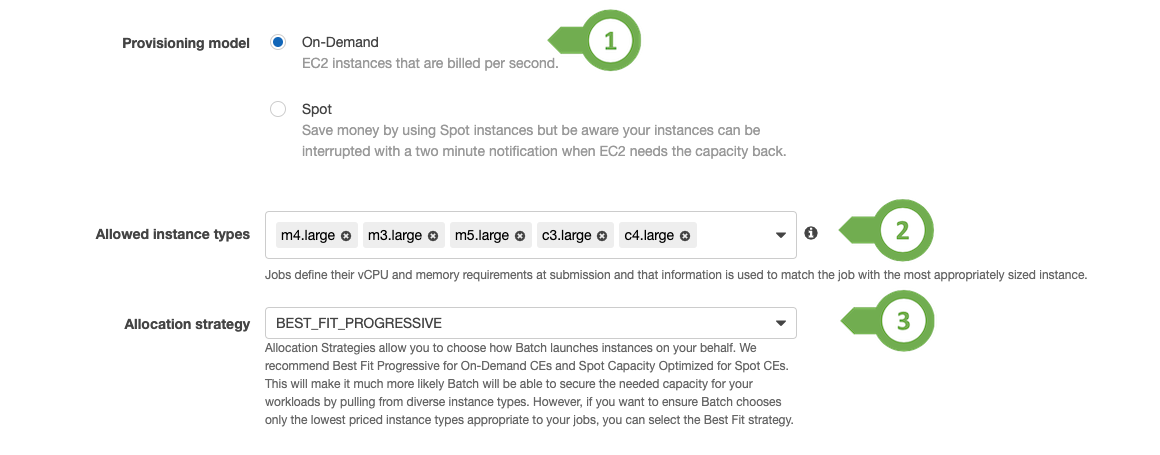 Provisioning model
On-Demand
1
EC2 instances that are billed per second.
Spot
Save money by using Spot instances but be aware your instances can be
interrupted with a two minute notification when EC2 needs the capacity back.
Allowed instance types
m4.large m3.large m5.large c3.large c4.large
2
Jobs define their vCPU and memory requirements at submission and that information is used to match the job with the most appropriately sized instance.
Allocation strategy
BEST_FIT_PROGRESSIVE
3
Allocation Strategies allow you to choose how Batch launches instances on your behalf. We
recommend Best Fit Progressive for On-Demand CEs and Spot Capacity Optimized for Spot CEs.
This will make it much more likely Batch will be able to secure the needed capacity for your
workloads by pulling from diverse instance types. However, if you want to ensure Batch chooses
only the lowest priced instance types appropriate to your jobs, you can select the Best Fit strategy.